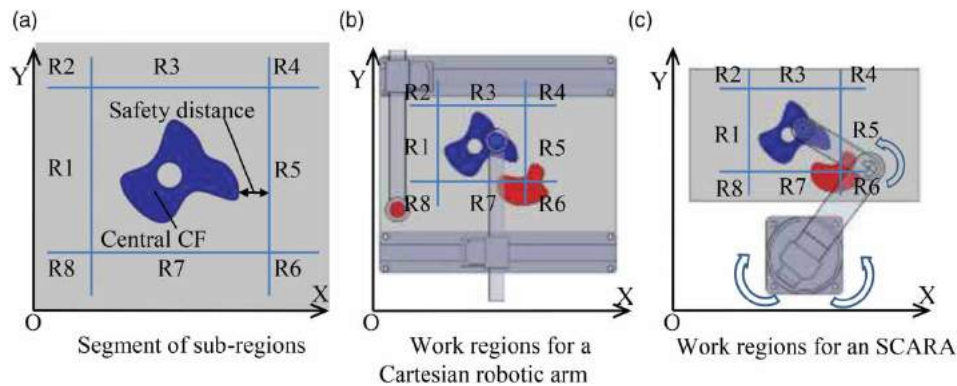 (a)
Y
R2 R3 R4
Safety distance
R1 R5
Central CF
R8 R7 R6
O X
Segment of sub-regions
(b)
Y
R2 R3 R4
R1 R5
R8 R7 R6
O X
Work regions for a
Cartesian robotic arm
(c)
Y
R2 R3 R4
R1 R5
R8 R7 R6
O X
Work regions for an SCARA